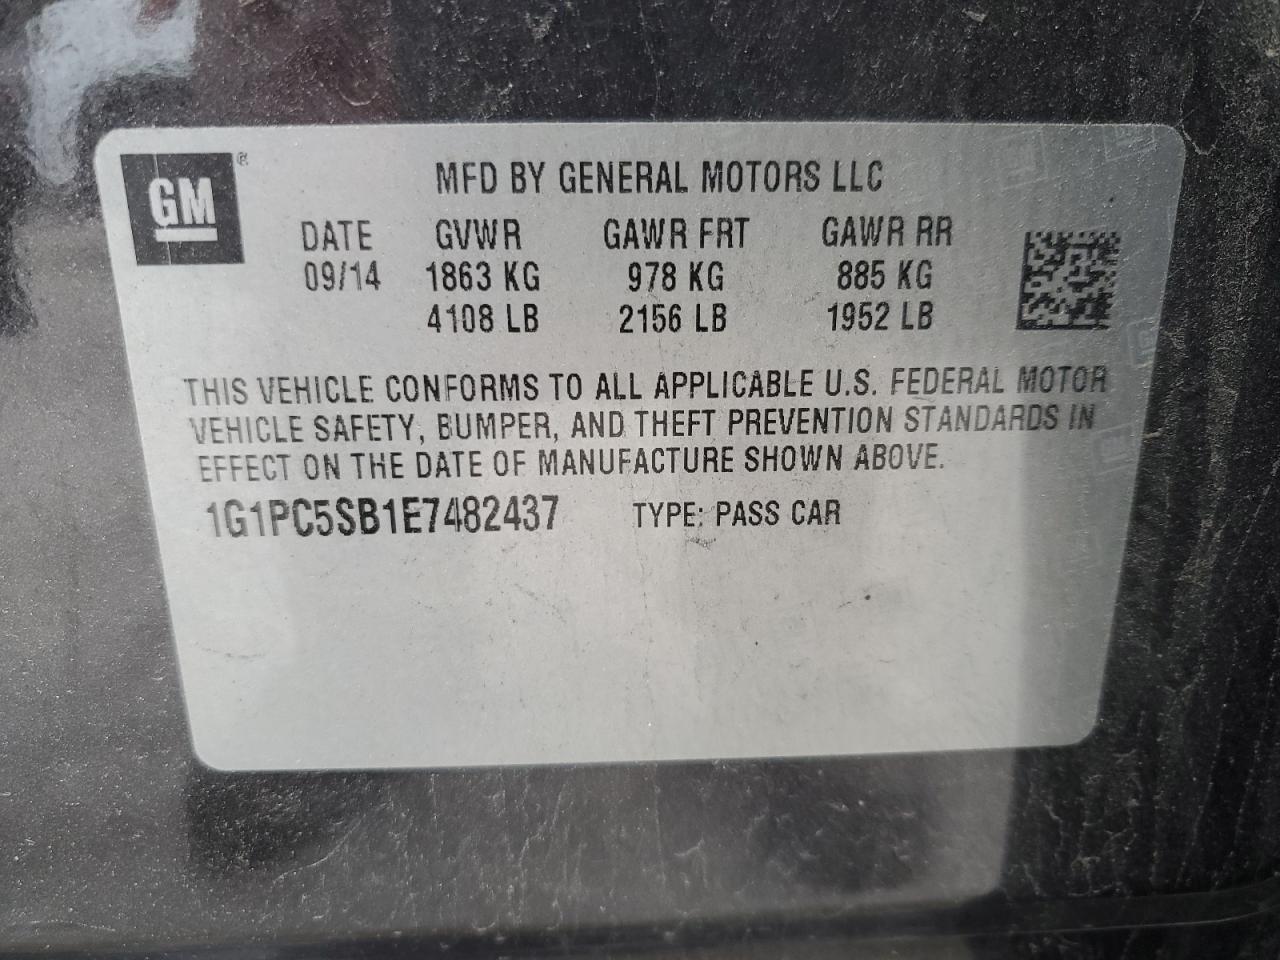 GM®
MFD BY GENERAL MOTORS LLC
DATE GVWR GAWR FRT GAWR RR
09/14 1863 KG 978 KG 885 KG
4108 LB 2156 LB 1952 LB
THIS VEHICLE CONFORMS TO ALL APPLICABLE U.S. FEDERAL MOTOR
VEHICLE SAFETY, BUMPER, AND THEFT PREVENTION STANDARDS IN
EFFECT ON THE DATE OF MANUFACTURE SHOWN ABOVE.
1G1PC5SB1E7482437 TYPE: PASS CAR